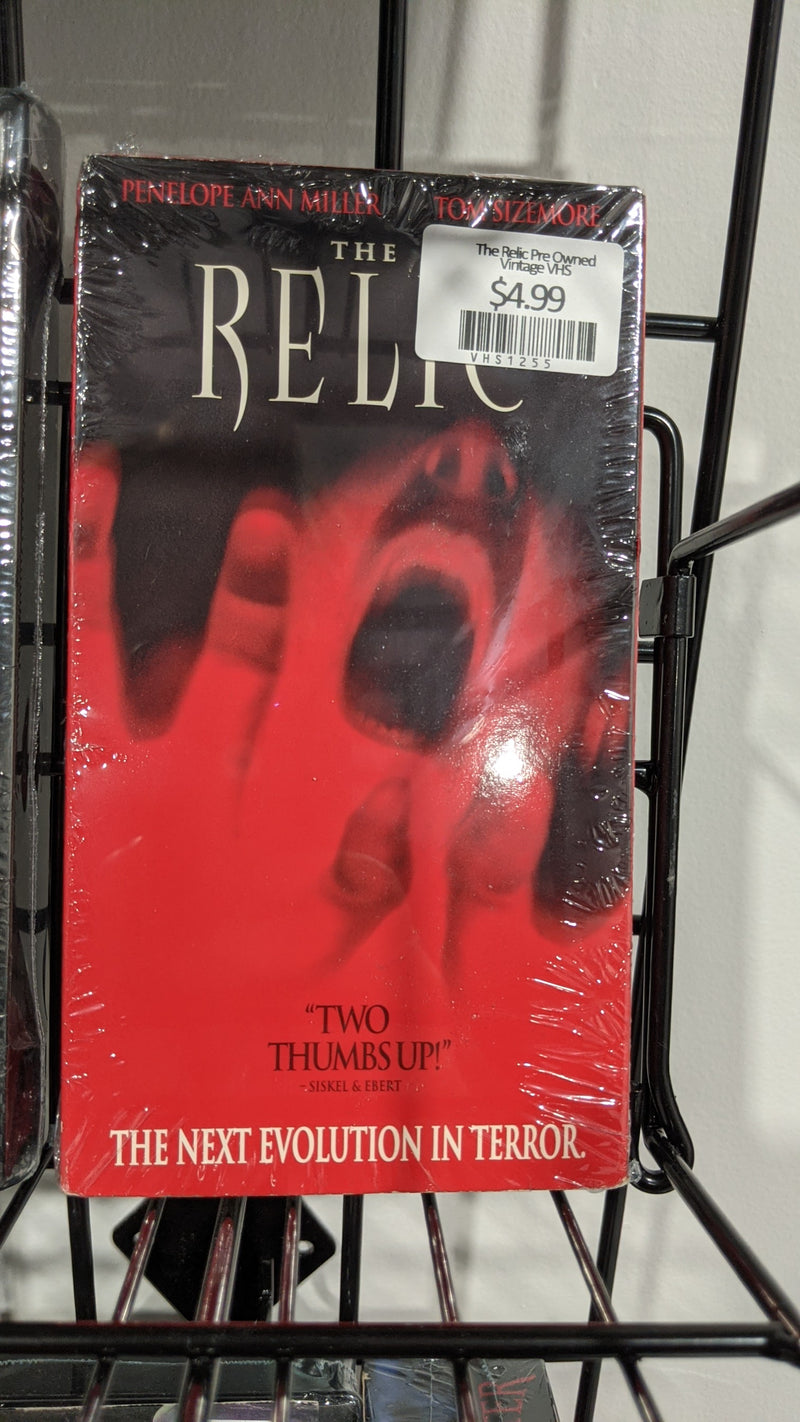 PENELOPE ANN MILLER TOM SIZEMORE
THE
RELIC
The Relic Pre Owned
Vintage VHS
$4.99
VHS1255
"TWO
THUMBS UP!"
-SISKEL & EBERT
THE NEXT EVOLUTION IN TERROR.